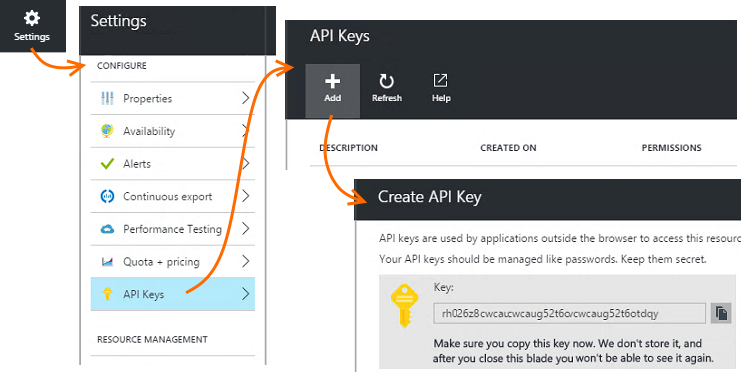 Settings
Settings
CONFIGURE
Properties
Availability
Alerts
Continuous export
Performance Testing
Quota + pricing
API Keys
RESOURCE MANAGEMENT
API Keys
Add
Refresh
Help
DESCRIPTION CREATED ON PERMISSIONS
Create API Key
API keys are used by applications outside the browser to access this resourc
Your API keys should be managed like passwords. Keep them secret.
Key:
rh026z8cwcau​cwcaug52t6o​cwcaug52t6otdqy
Make sure you copy this key now. We don't store it, and
after you close this blade you won't be able to see it again.